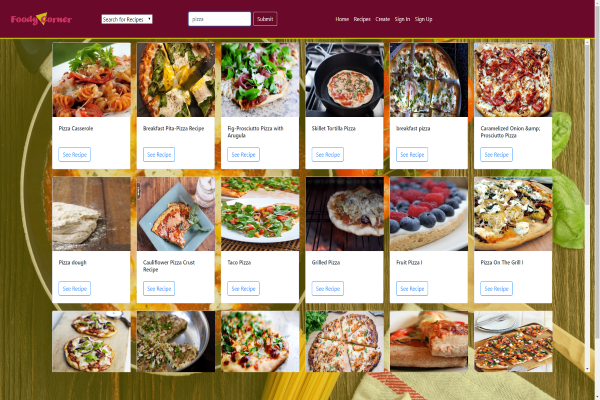 Foody Corner
Search for Recipes
pizza
Submit
Home Recipes Create Sign In Sign Up
Pizza Casserole
See Recipe
Breakfast Pita-Pizza Recipe
See Recipe
Fig-Prosciutto Pizza with
Arugula
See Recipe
Skillet Tortilla Pizza
See Recipe
breakfast pizza
See Recipe
Caramelized Onion &amp;
Prosciutto Pizza
See Recipe
Pizza dough
See Recipe
Cauliflower Pizza Crust
Recipe
See Recipe
Taco Pizza
See Recipe
Grilled Pizza
See Recipe
Fruit Pizza I
See Recipe
Pizza On The Grill I
See Recipe